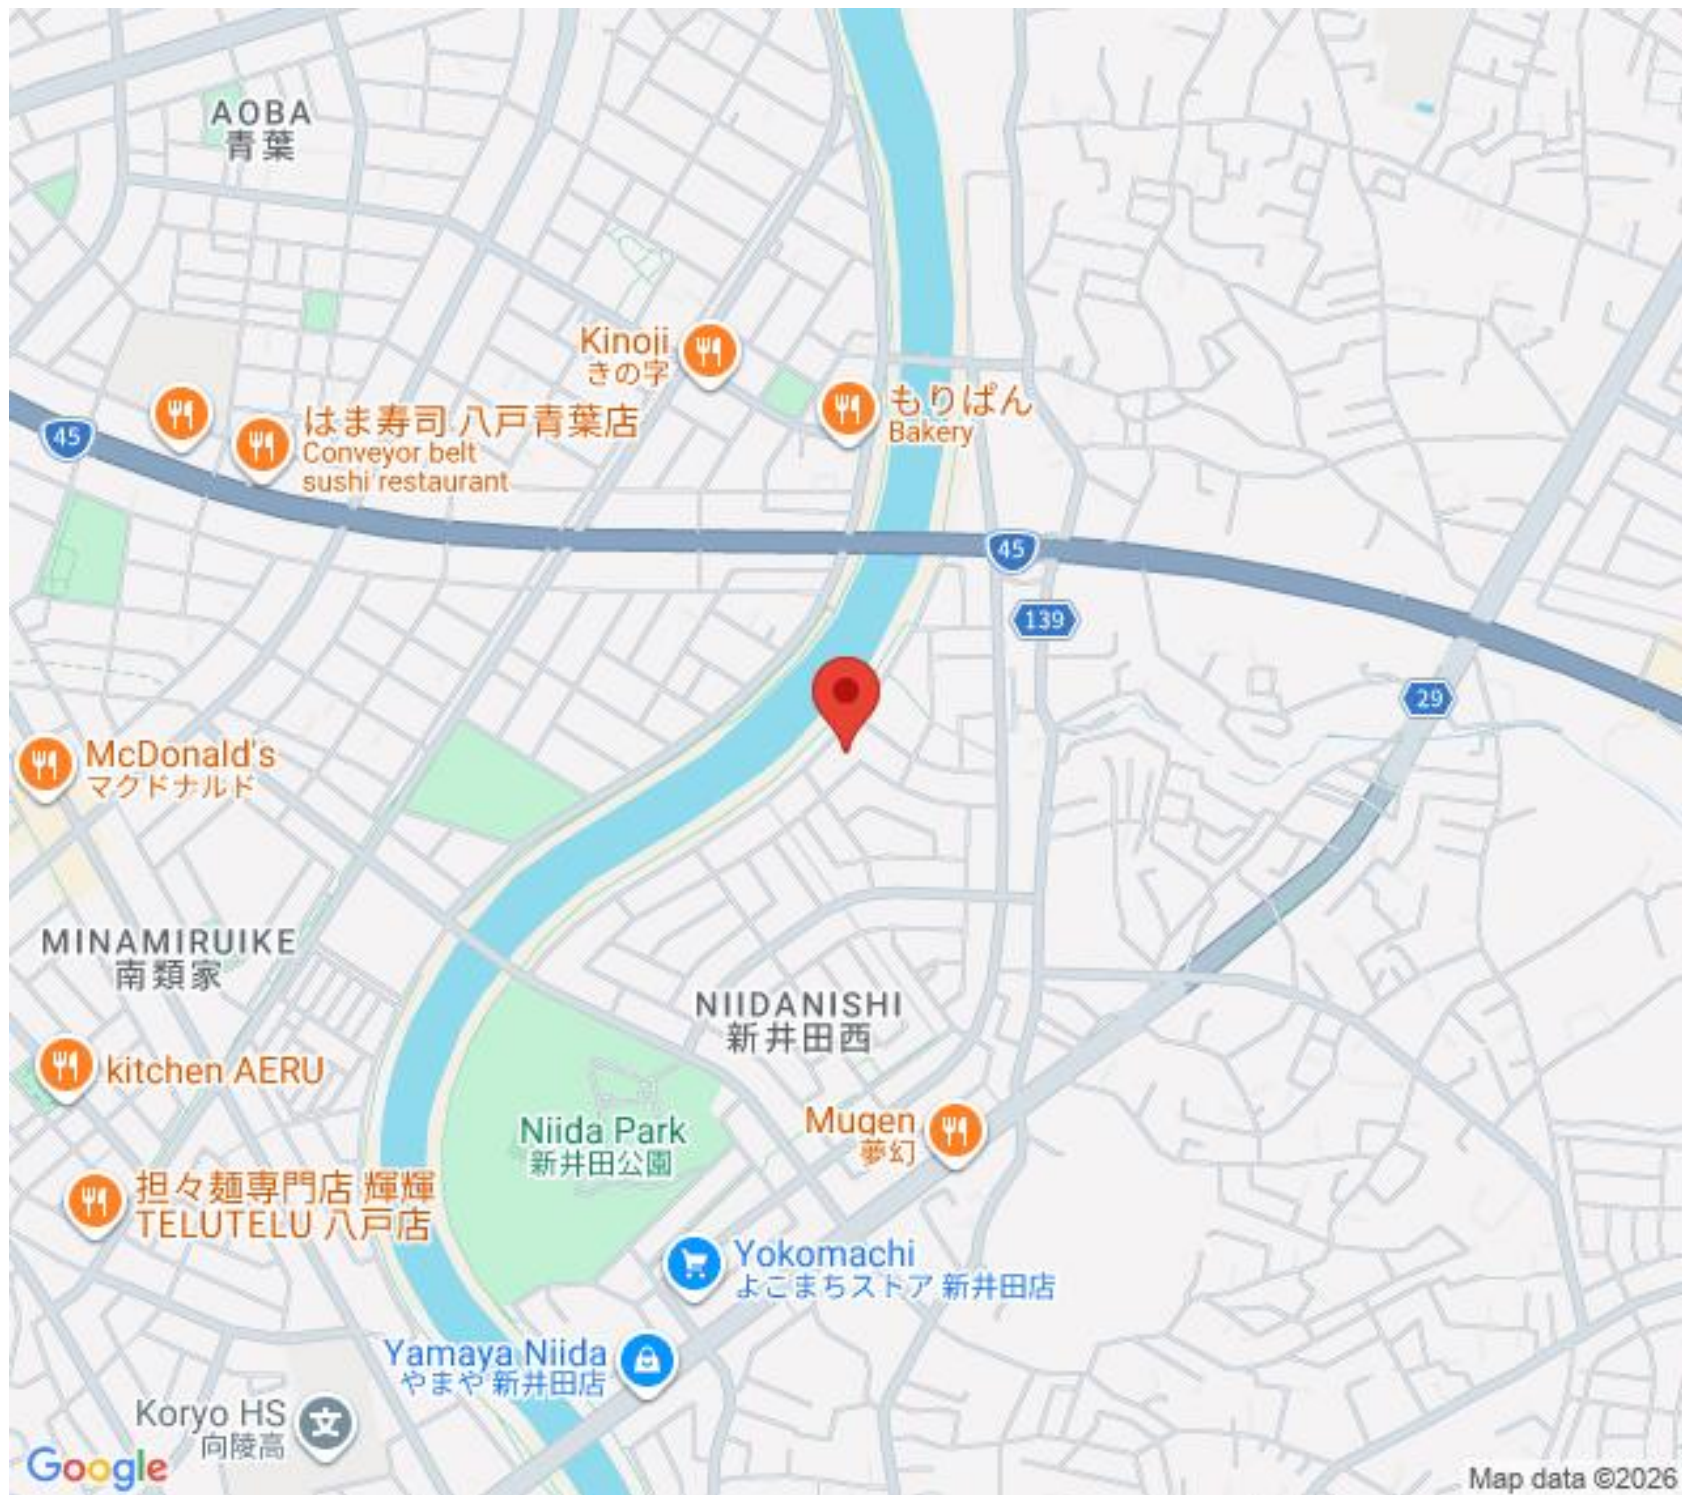 AOBA
青葉
Kinoji
きの字
もりぱん
Bakery
はま寿司 八戸青葉店
Conveyor belt
sushi restaurant
45
45
139
29
McDonald's
マクドナルド
MINAMIRUIKE
南類家
NIIDANISHI
新井田西
kitchen AERU
Niida Park
新井田公園
Mugen
夢幻
担々麺専門店 輝輝
TELUTELU 八戸店
Yokomachi
よこまちストア 新井田店
Yamaya Niida
やまや 新井田店
Koryo HS
向陵高
文
Google
Map data ©2026